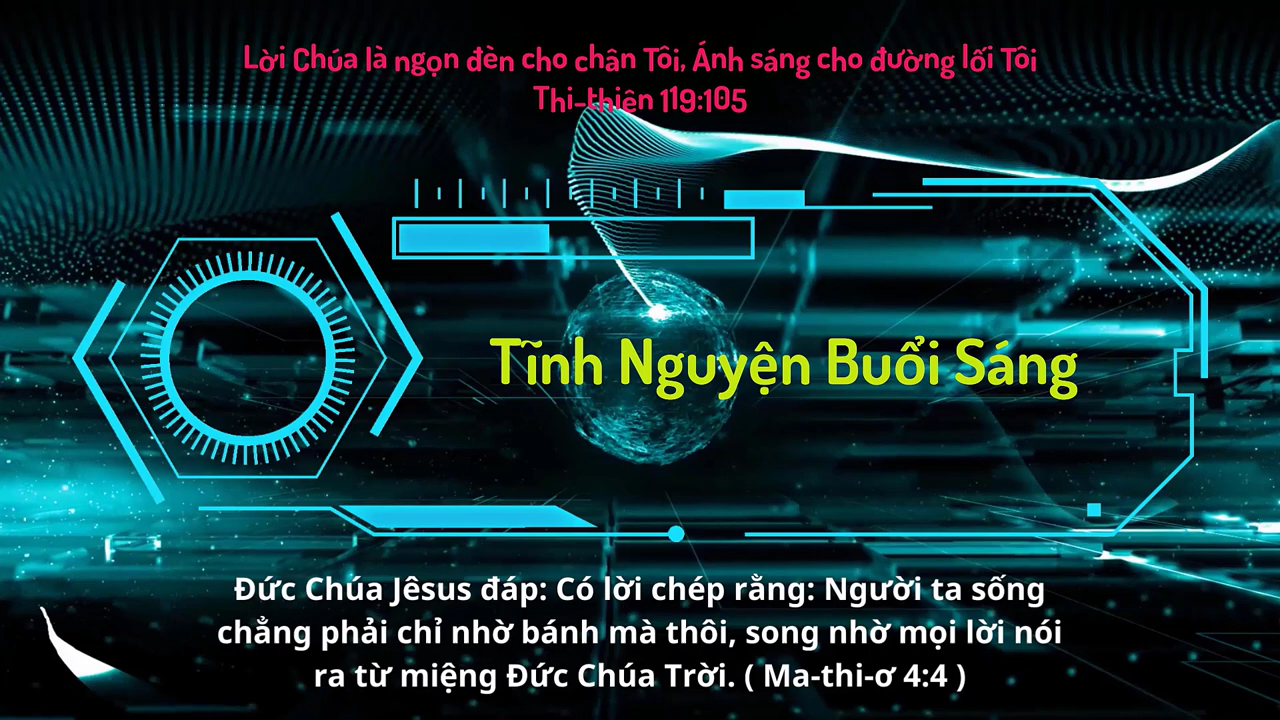 Lời Chúa là ngọn đèn cho chân Tôi, Ánh sáng cho đường lối Tôi
Thi-thiên 119:105
Tĩnh Nguyện Buổi Sáng
Đức Chúa Jêsus đáp: Có lời chép rằng: Người ta sống
chẳng phải chỉ nhờ bánh mà thôi, song nhờ mọi lời nói
ra từ miệng Đức Chúa Trời. ( Ma-thi-ơ 4:4 )